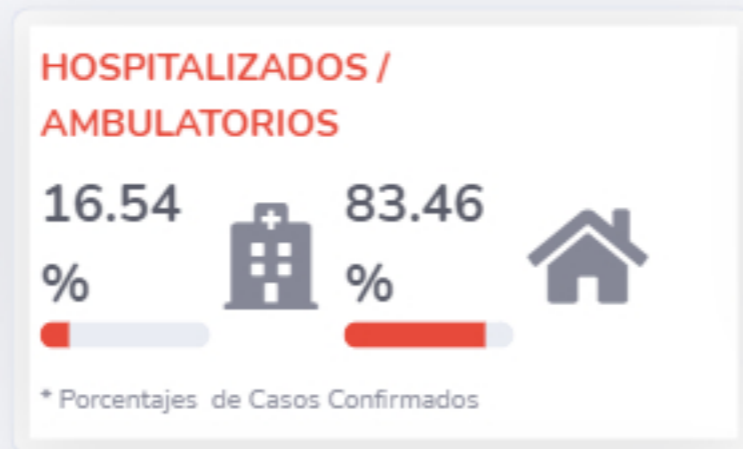 HOSPITALIZADOS /
AMBULATORIOS
16.54
%
83.46
%
* Porcentajes de Casos Confirmados